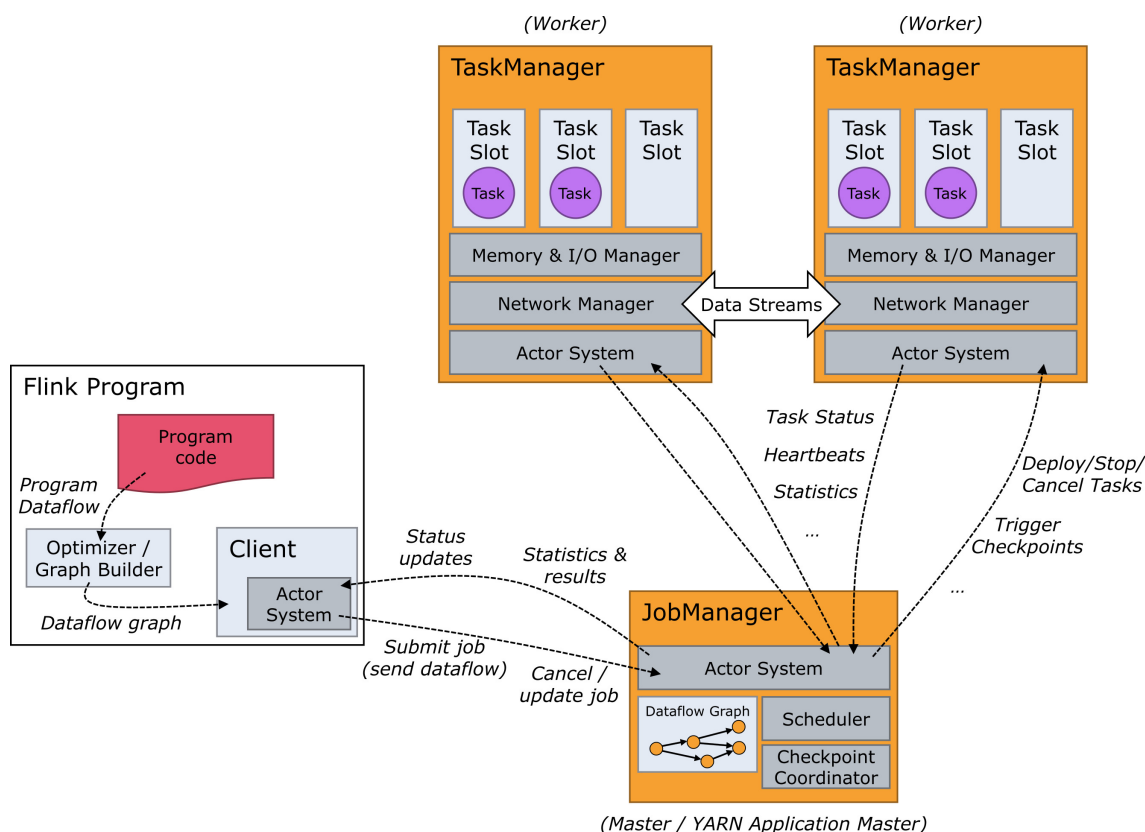 (Worker)
TaskManager
Task
Slot
Task
Task
Slot
Task
Task
Slot
Memory & I/O Manager
Network Manager
Actor System
(Worker)
TaskManager
Task
Slot
Task
Task
Slot
Task
Task
Slot
Memory & I/O Manager
Network Manager
Actor System
Data Streams
Flink Program
Program
code
Program
Dataflow
Optimizer /
Graph Builder
Dataflow graph
Client
Actor
System
Status
updates
Statistics &
results
Submit job
(send dataflow)
Cancel /
update job
Task Status
Heartbeats
Statistics
...
Deploy/Stop/
Cancel Tasks
Trigger
Checkpoints
...
JobManager
Actor System
Dataflow Graph
Scheduler
Checkpoint
Coordinator
(Master / YARN Application Master)